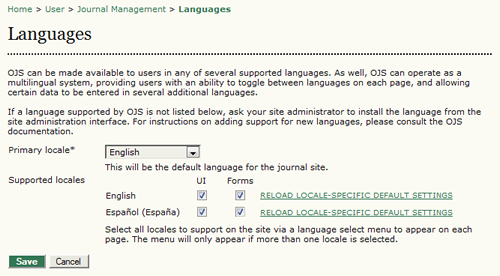 Home > User > Journal Management > Languages
Languages
OJS can be made available to users in any of several supported languages. As well, OJS can operate as a
multilingual system, providing users with an ability to toggle between languages on each page, and allowing
certain data to be entered in several additional languages.
If a language supported by OJS is not listed below, ask your site administrator to install the language from the
site administration interface. For instructions on adding support for new languages, please consult the OJS
documentation.
Primary locale* English
This will be the default language for the journal site.
Supported locales UI Forms
English RELOAD LOCALE-SPECIFIC DEFAULT SETTINGS
Español (España) RELOAD LOCALE-SPECIFIC DEFAULT SETTINGS
Select all locales to support on the site via a language select menu to appear on each
page. The menu will only appear if more than one locale is selected.
Save Cancel